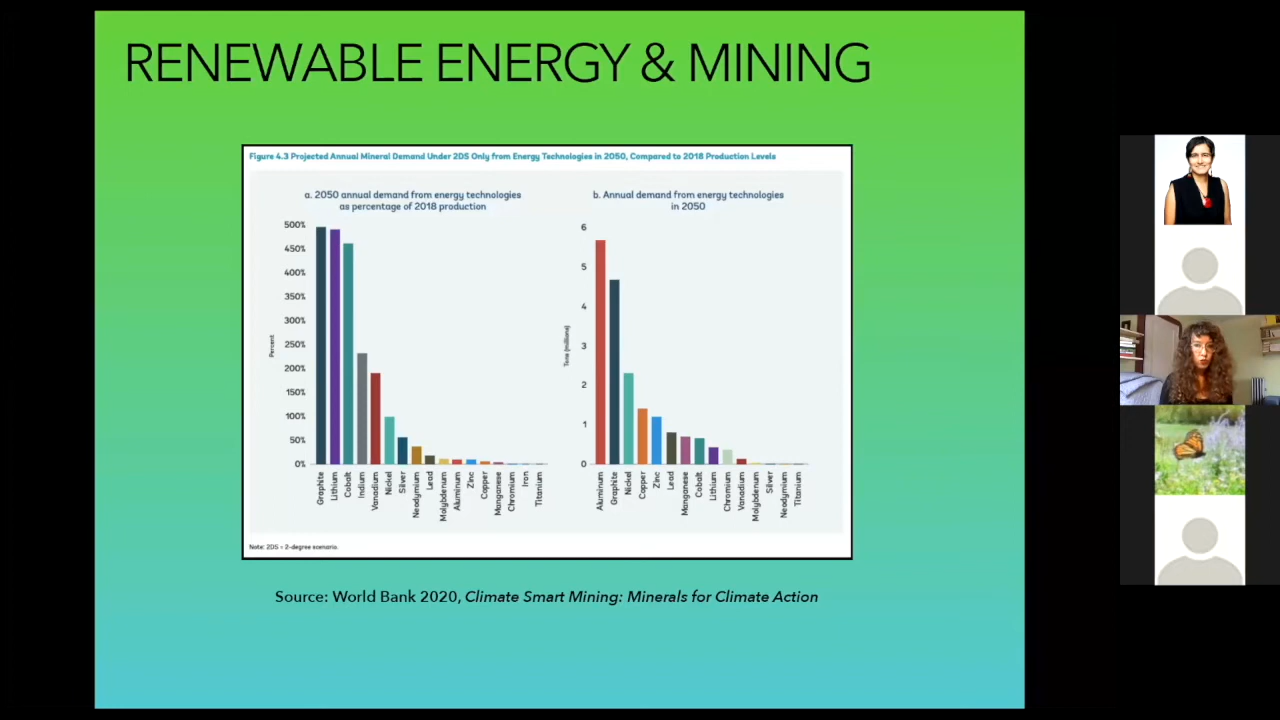 RENEWABLE ENERGY & MINING
Figure 4.3 Projected Annual Mineral Demand Under 2DS Only from Energy Technologies in 2050, Compared to 2018 Production Levels
a. 2050 annual demand from energy technologies
as percentage of 2018 production
500%
450%
400%
350%
300%
250%
200%
150%
100%
50%
0%
Percent
Graphite
Lithium
Cobalt
Indium
Vanadium
Nickel
Silver
Neodymium
Lead
Molybdenum
Aluminum
Zinc
Copper
Manganese
Chromium
Iron
Titanium
b. Annual demand from energy technologies
in 2050
6
5
4
3
2
1
0
Tons (millions)
Aluminum
Graphite
Nickel
Copper
Zinc
Lead
Manganese
Cobalt
Lithium
Chromium
Vanadium
Molybdenum
Silver
Neodymium
Titanium
Note: 2DS = 2-degree scenario.
Source: World Bank 2020, Climate Smart Mining: Minerals for Climate Action